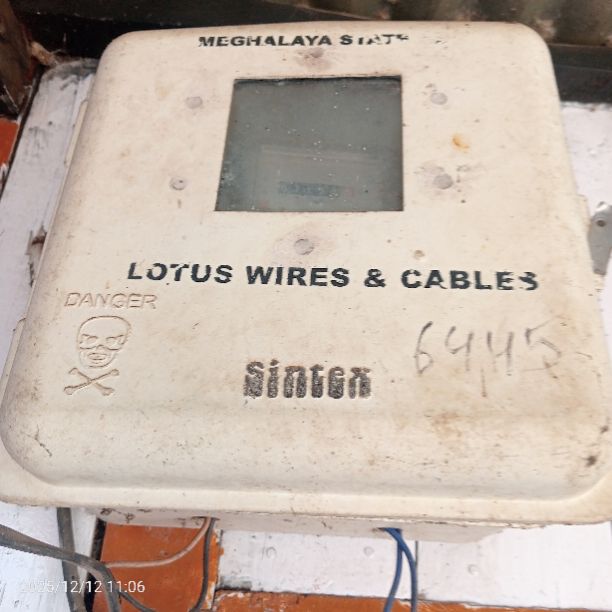 MEGHALAYA STATE
LOTUS WIRES & CABLES
DANGER
Sintex
6445
2025/12/12 11:06